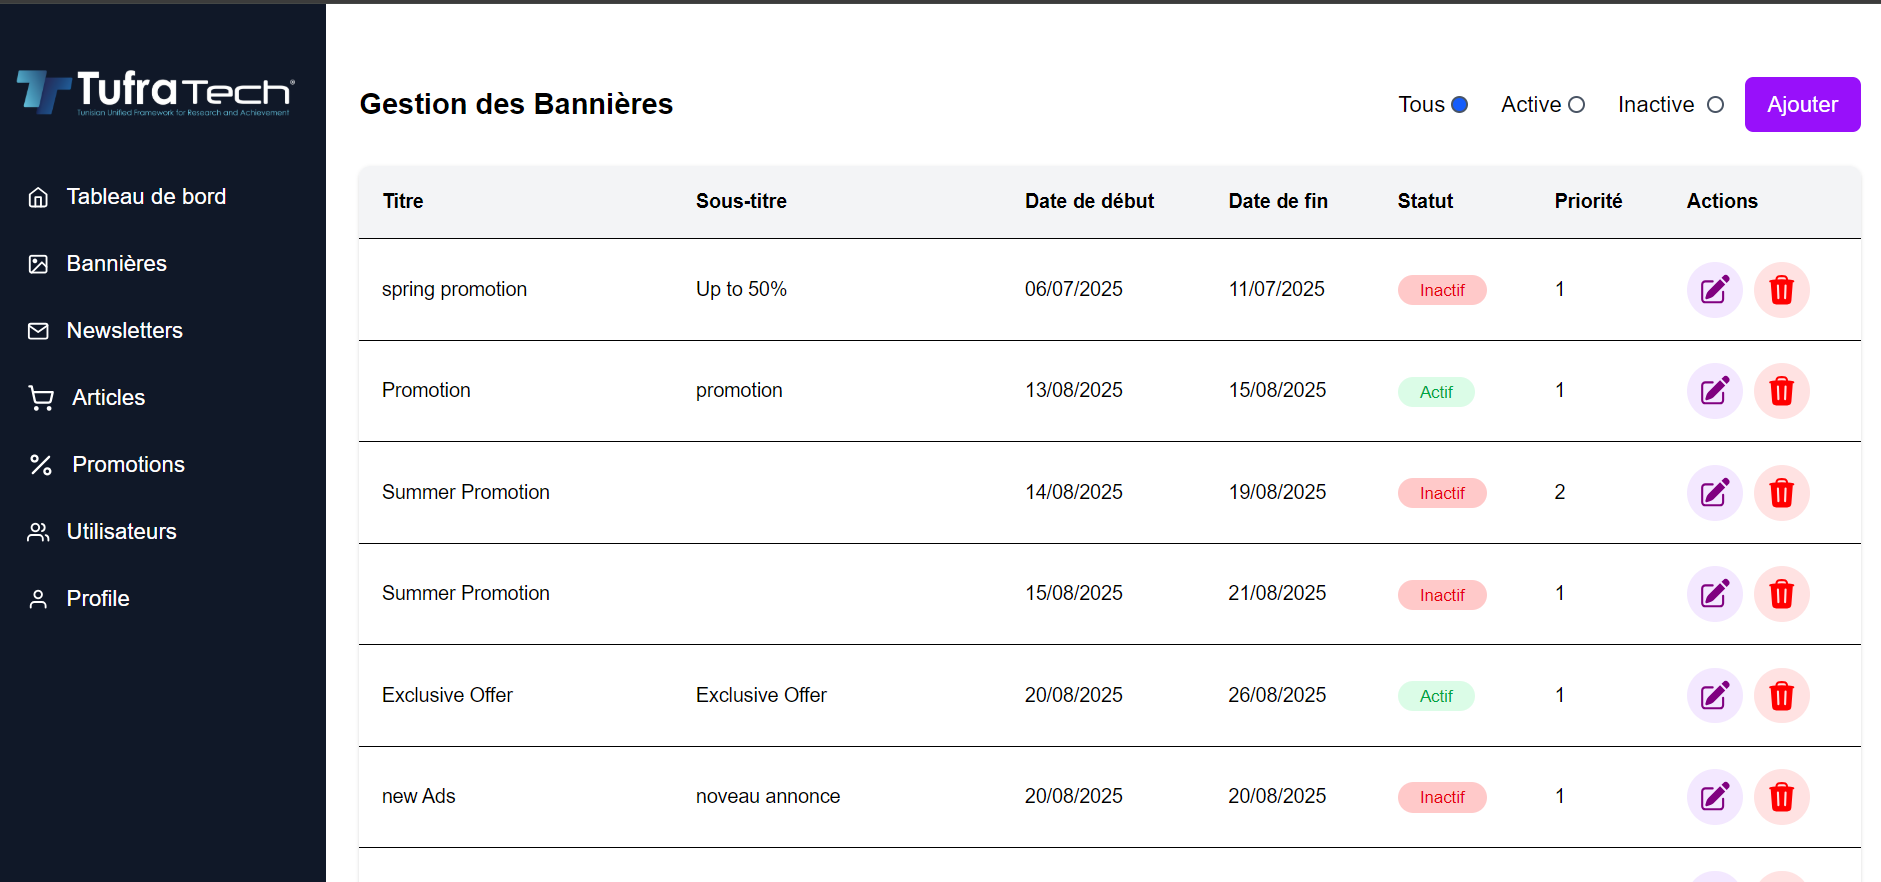 TufraTech®
Tunisian Unified Framework for Research and Achievement
Tableau de bord
Bannières
Newsletters
Articles
Promotions
Utilisateurs
Profile
Gestion des Bannières
Tous Active Inactive Ajouter
Titre Sous-titre Date de début Date de fin Statut Priorité Actions
spring promotion Up to 50% 06/07/2025 11/07/2025 Inactif 1
Promotion promotion 13/08/2025 15/08/2025 Actif 1
Summer Promotion 14/08/2025 19/08/2025 Inactif 2
Summer Promotion 15/08/2025 21/08/2025 Inactif 1
Exclusive Offer Exclusive Offer 20/08/2025 26/08/2025 Actif 1
new Ads noveau annonce 20/08/2025 20/08/2025 Inactif 1